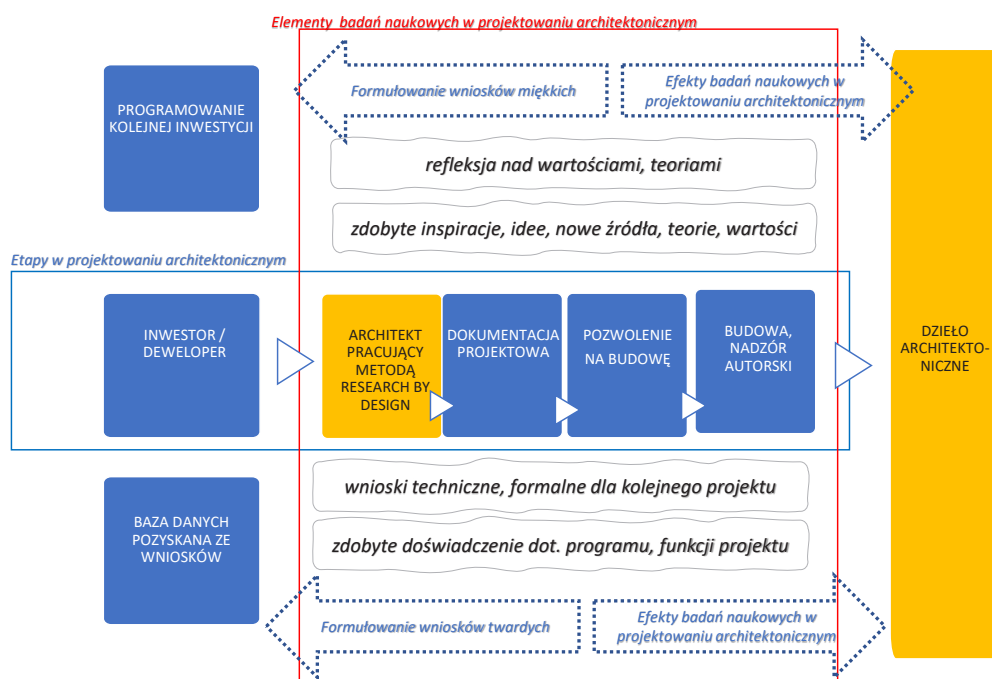 Elementy badań naukowych w projektowaniu architektonicznym
PROGRAMOWANIE
KOLEJNEJ INWESTYCJI
Formułowanie wniosków miękkich
Efekty badań naukowych w
projektowaniu architektonicznym
refleksja nad wartościami, teoriami
zdobyte inspiracje, idee, nowe źródła, teorie, wartości
Etapy w projektowaniu architektonicznym
INWESTOR /
DEWELOPER
ARCHITEKT
PRACUJĄCY
METODĄ
RESEARCH BY
DESIGN
DOKUMENTACJA
PROJEKTOWA
POZWOLENIE
NA BUDOWĘ
BUDOWA,
NADZÓR
AUTORSKI
DZIEŁO
ARCHITEKTO-
NICZNE
wnioski techniczne, formalne dla kolejnego projektu
zdobyte doświadczenie dot. programu, funkcji projektu
BAZA DANYCH
POZYSKANA ZE
WNIOSKÓW
Formułowanie wniosków twardych
Efekty badań naukowych w
projektowaniu architektonicznym